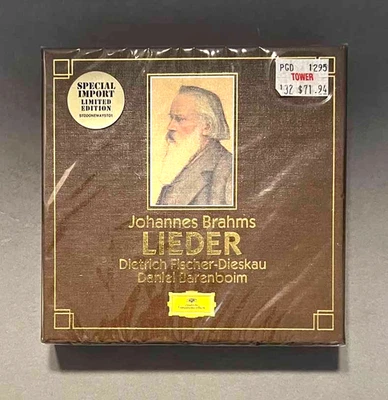 SPECIAL
IMPORT
LIMITED
EDITION
PGD 1295
TOWER
132 $71.94
Johannes Brahms
LIEDER
Dietrich Fischer-Dieskau
Daniel Barenboim